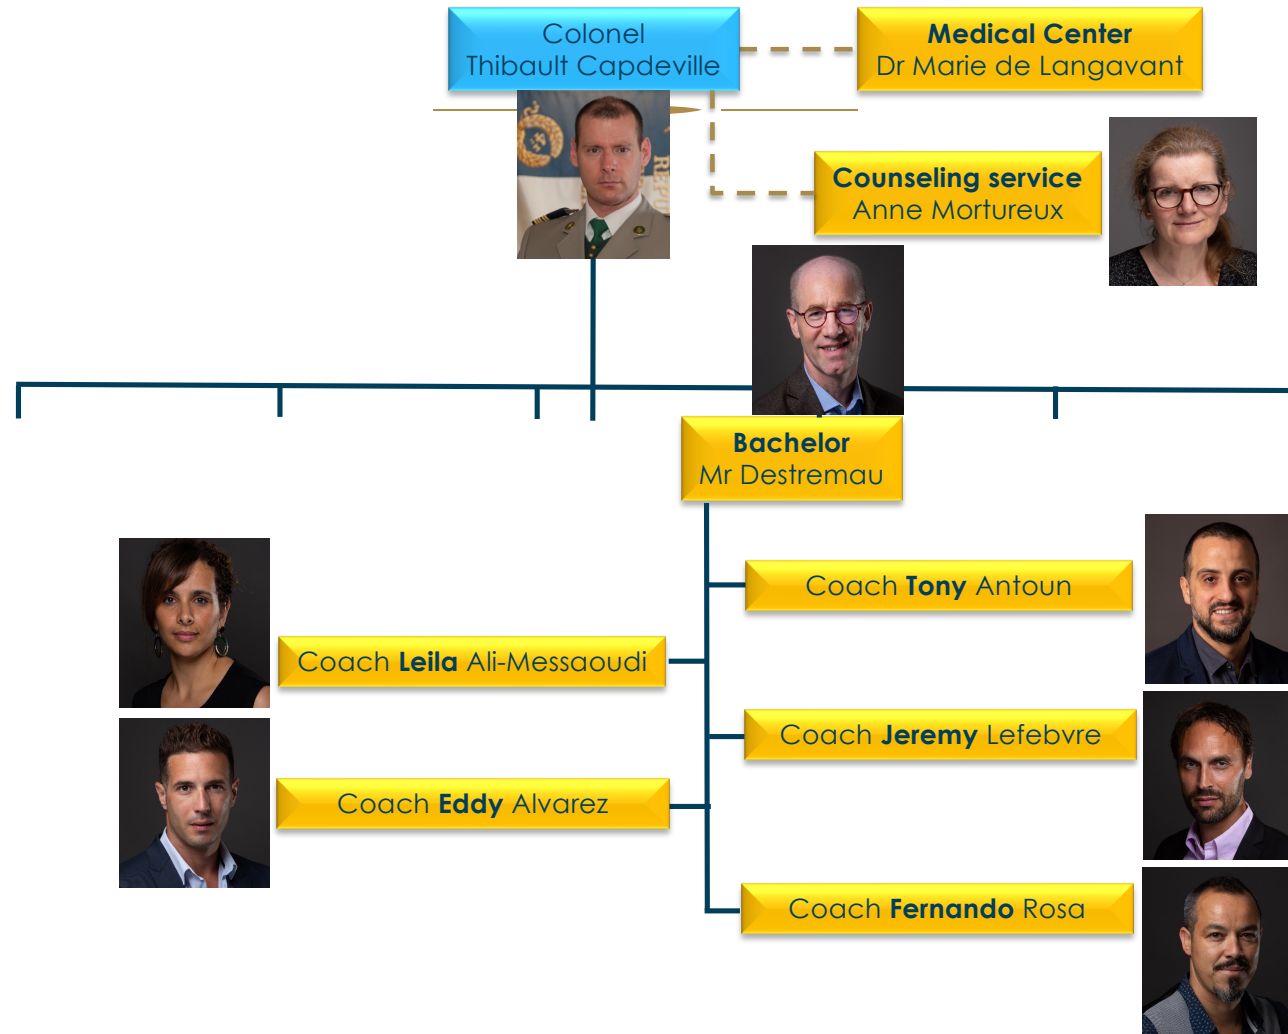 Colonel
Thibault Capdeville
Medical Center
Dr Marie de Langavant
Counseling service
Anne Mortureux
Bachelor
Mr Destremau
Coach Tony Antoun
Coach Leila Ali-Messaoudi
Coach Jeremy Lefebvre
Coach Eddy Alvarez
Coach Fernando Rosa